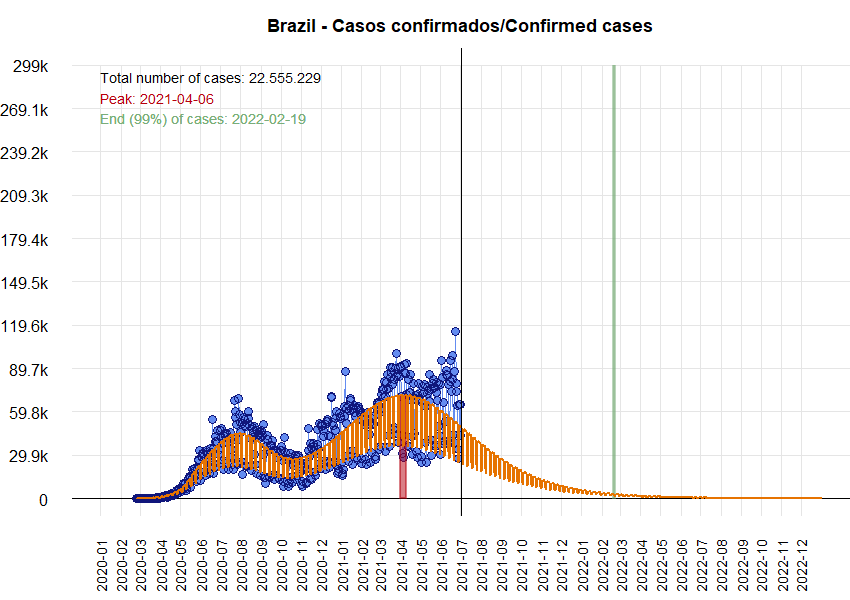 Brazil - Casos confirmados/Confirmed cases
299k
269.1k
239.2k
209.3k
179.4k
149.5k
119.6k
89.7k
59.8k
29.9k
0
Total number of cases: 22.555.229
Peak: 2021-04-06
End (99%) of cases: 2022-02-19
2020-01
2020-02
2020-03
2020-04
2020-05
2020-06
2020-07
2020-08
2020-09
2020-10
2020-11
2020-12
2021-01
2021-02
2021-03
2021-04
2021-05
2021-06
2021-07
2021-08
2021-09
2021-10
2021-11
2021-12
2022-01
2022-02
2022-03
2022-04
2022-05
2022-06
2022-07
2022-08
2022-09
2022-10
2022-11
2022-12